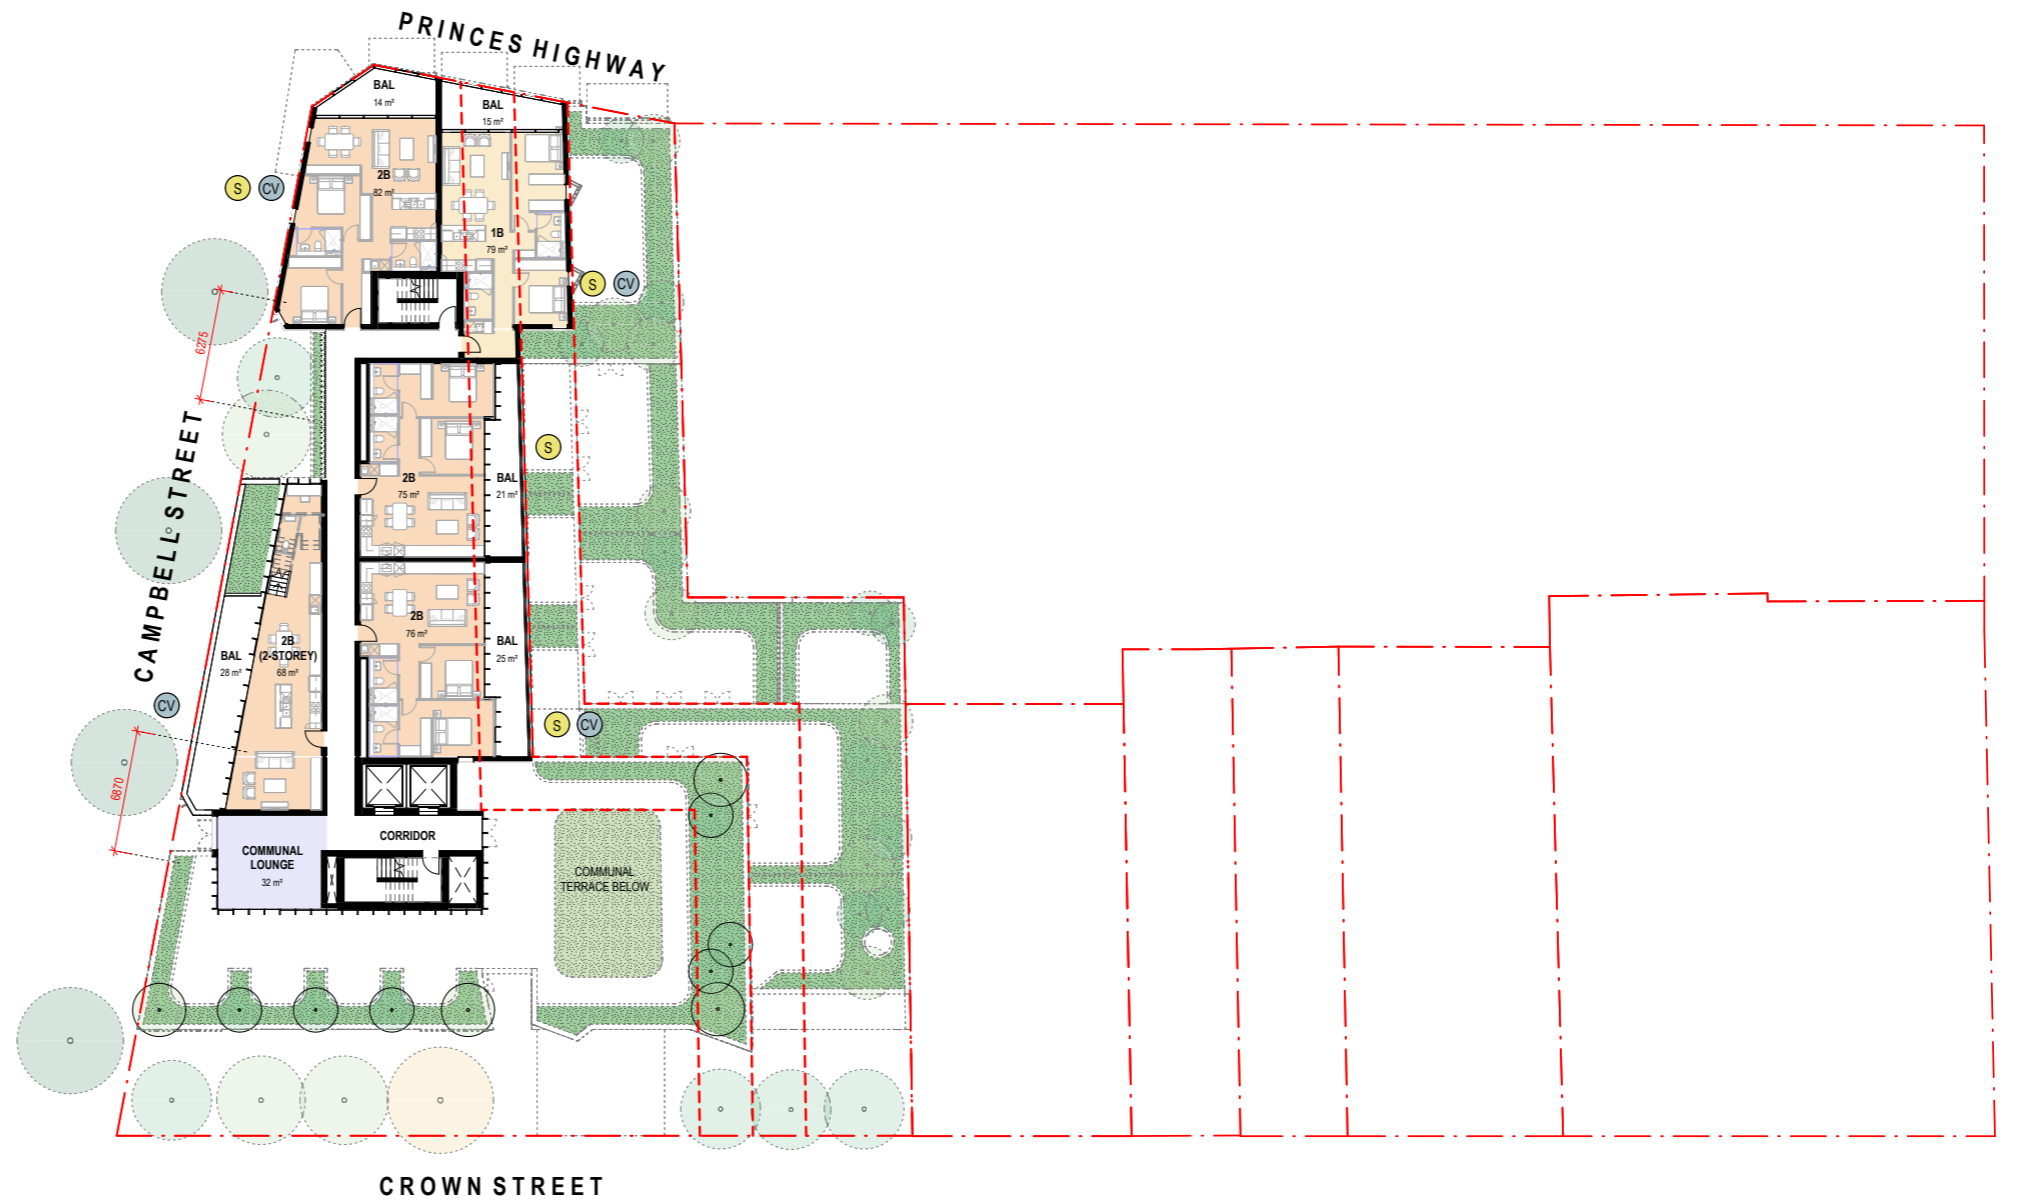 PRINCES HIGHWAY
BAL
14 m²
BAL
15 m²
2B
82 m²
S
CV
1B
79 m²
S
CV
6275
CAMPBELL STREET
S
2B
75 m²
BAL
21 m²
2B
76 m²
BAL
25 m²
2B
(2-STOREY)
68 m²
BAL
28 m²
CV
S
CV
6870
CORRIDOR
COMMUNAL
LOUNGE
32 m²
COMMUNAL
TERRACE BELOW
CROWN STREET